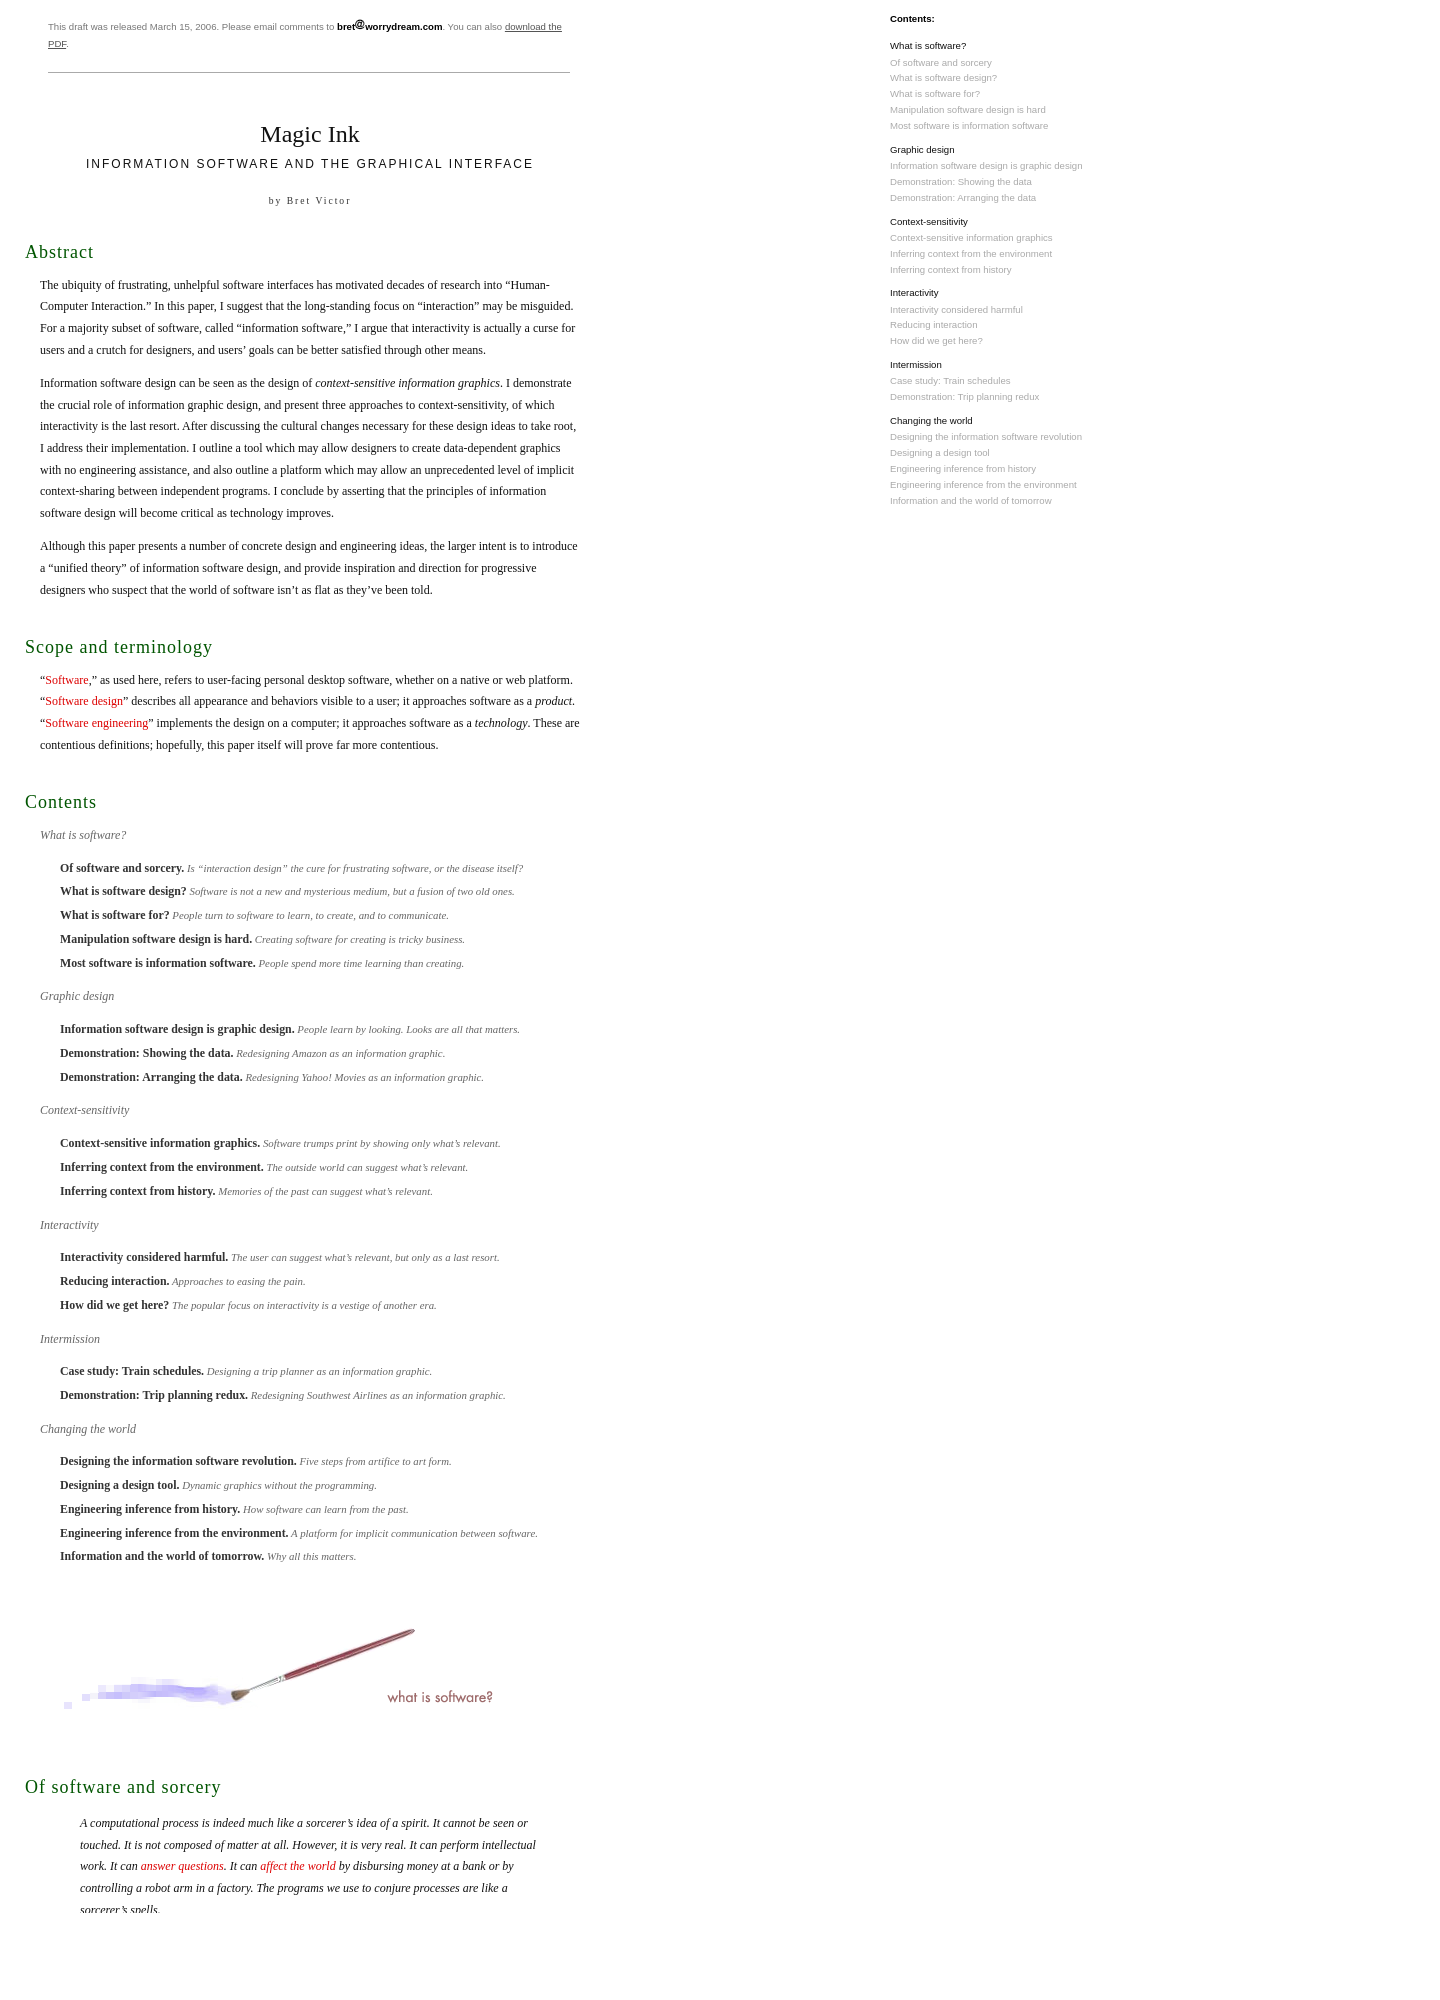 This draft was released March 15, 2006. Please email comments to bret@worrydream.com. You can also download the
PDF.
Magic Ink
INFORMATION SOFTWARE AND THE GRAPHICAL INTERFACE
by Bret Victor
Abstract
The ubiquity of frustrating, unhelpful software interfaces has motivated decades of research into “Human-
Computer Interaction.” In this paper, I suggest that the long-standing focus on “interaction” may be misguided.
For a majority subset of software, called “information software,” I argue that interactivity is actually a curse for
users and a crutch for designers, and users’ goals can be better satisfied through other means.
Information software design can be seen as the design of context-sensitive information graphics. I demonstrate
the crucial role of information graphic design, and present three approaches to context-sensitivity, of which
interactivity is the last resort. After discussing the cultural changes necessary for these design ideas to take root,
I address their implementation. I outline a tool which may allow designers to create data-dependent graphics
with no engineering assistance, and also outline a platform which may allow an unprecedented level of implicit
context-sharing between independent programs. I conclude by asserting that the principles of information
software design will become critical as technology improves.
Although this paper presents a number of concrete design and engineering ideas, the larger intent is to introduce
a “unified theory” of information software design, and provide inspiration and direction for progressive
designers who suspect that the world of software isn’t as flat as they’ve been told.
Scope and terminology
“Software,” as used here, refers to user-facing personal desktop software, whether on a native or web platform.
“Software design” describes all appearance and behaviors visible to a user; it approaches software as a product.
“Software engineering” implements the design on a computer; it approaches software as a technology. These are
contentious definitions; hopefully, this paper itself will prove far more contentious.
Contents
What is software?
Of software and sorcery. Is “interaction design” the cure for frustrating software, or the disease itself?
What is software design? Software is not a new and mysterious medium, but a fusion of two old ones.
What is software for? People turn to software to learn, to create, and to communicate.
Manipulation software design is hard. Creating software for creating is tricky business.
Most software is information software. People spend more time learning than creating.
Graphic design
Information software design is graphic design. People learn by looking. Looks are all that matters.
Demonstration: Showing the data. Redesigning Amazon as an information graphic.
Demonstration: Arranging the data. Redesigning Yahoo! Movies as an information graphic.
Context-sensitivity
Context-sensitive information graphics. Software trumps print by showing only what’s relevant.
Inferring context from the environment. The outside world can suggest what’s relevant.
Inferring context from history. Memories of the past can suggest what’s relevant.
Interactivity
Interactivity considered harmful. The user can suggest what’s relevant, but only as a last resort.
Reducing interaction. Approaches to easing the pain.
How did we get here? The popular focus on interactivity is a vestige of another era.
Intermission
Case study: Train schedules. Designing a trip planner as an information graphic.
Demonstration: Trip planning redux. Redesigning Southwest Airlines as an information graphic.
Changing the world
Designing the information software revolution. Five steps from artifice to art form.
Designing a design tool. Dynamic graphics without the programming.
Engineering inference from history. How software can learn from the past.
Engineering inference from the environment. A platform for implicit communication between software.
Information and the world of tomorrow. Why all this matters.
what is software?
Of software and sorcery
A computational process is indeed much like a sorcerer’s idea of a spirit. It cannot be seen or
touched. It is not composed of matter at all. However, it is very real. It can perform intellectual
work. It can answer questions. It can affect the world by disbursing money at a bank or by
controlling a robot arm in a factory. The programs we use to conjure processes are like a
sorcerer’s spells.
Contents:
What is software?
Of software and sorcery
What is software design?
What is software for?
Manipulation software design is hard
Most software is information software
Graphic design
Information software design is graphic design
Demonstration: Showing the data
Demonstration: Arranging the data
Context-sensitivity
Context-sensitive information graphics
Inferring context from the environment
Inferring context from history
Interactivity
Interactivity considered harmful
Reducing interaction
How did we get here?
Intermission
Case study: Train schedules
Demonstration: Trip planning redux
Changing the world
Designing the information software revolution
Designing a design tool
Engineering inference from history
Engineering inference from the environment
Information and the world of tomorrow